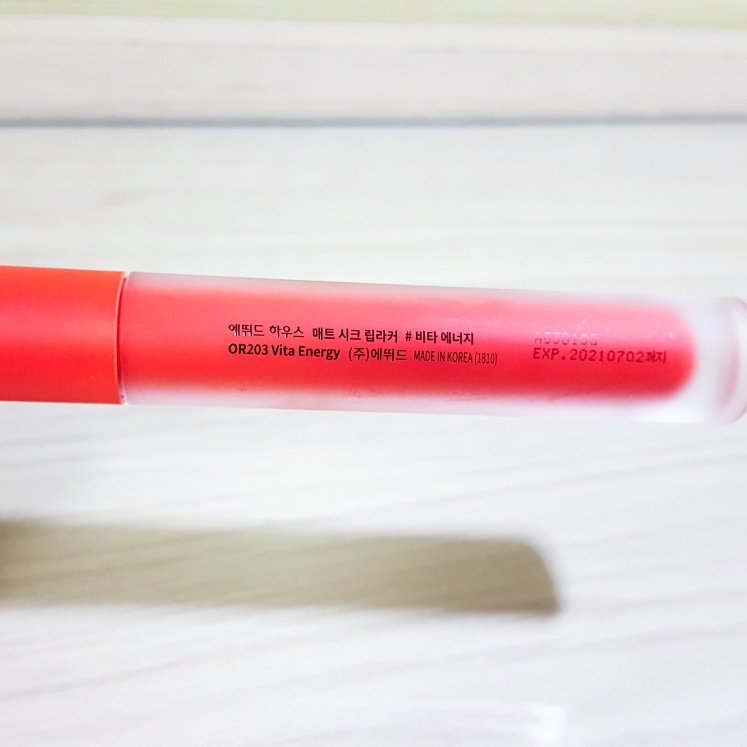 에뛰드 하우스 매트 시크 립라커 # 비타 에너지
OR203 Vita Energy (주)에뛰드 MADE IN KOREA (1810)
EXP.20210702까지